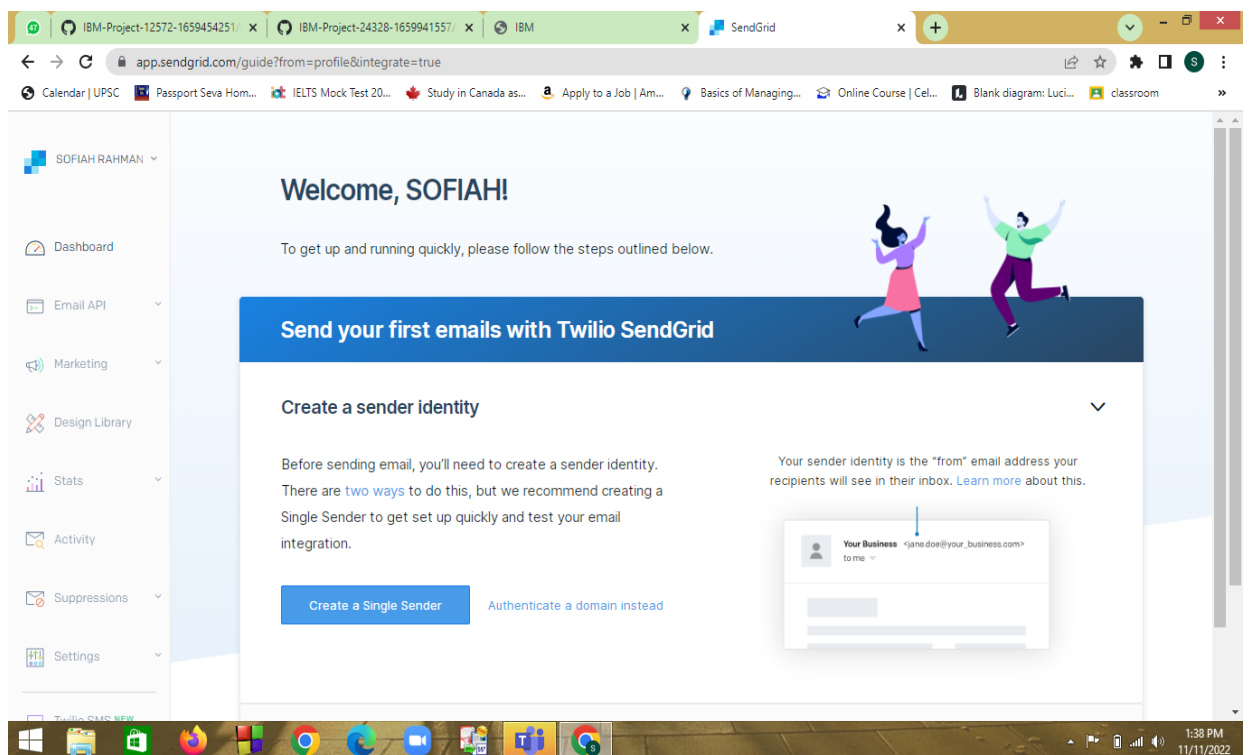 47
IBM-Project-12572-1659454251/
IBM-Project-24328-1659941557/
IBM
SendGrid
app.sendgrid.com/guide?from=profile&integrate=true
S
Calendar | UPSC
Passport Seva Hom...
IELTS Mock Test 20...
Study in Canada as...
Apply to a Job | Am...
Basics of Managing...
Online Course | Cel...
Blank diagram: Luci...
classroom
»
SOFIAH RAHMAN
Dashboard
Email API
Marketing
Design Library
Stats
Activity
Suppressions
Settings
Twilio SMS NEW
Welcome, SOFIAH!
To get up and running quickly, please follow the steps outlined below.
Send your first emails with Twilio SendGrid
Create a sender identity
Before sending email, you'll need to create a sender identity.
There are two ways to do this, but we recommend creating a
Single Sender to get set up quickly and test your email
integration.
Create a Single Sender
Authenticate a domain instead
Your sender identity is the "from" email address your
recipients will see in their inbox. Learn more about this.
Your Business <jane.doe@your_business.com>
to me
1:38 PM
11/11/2022